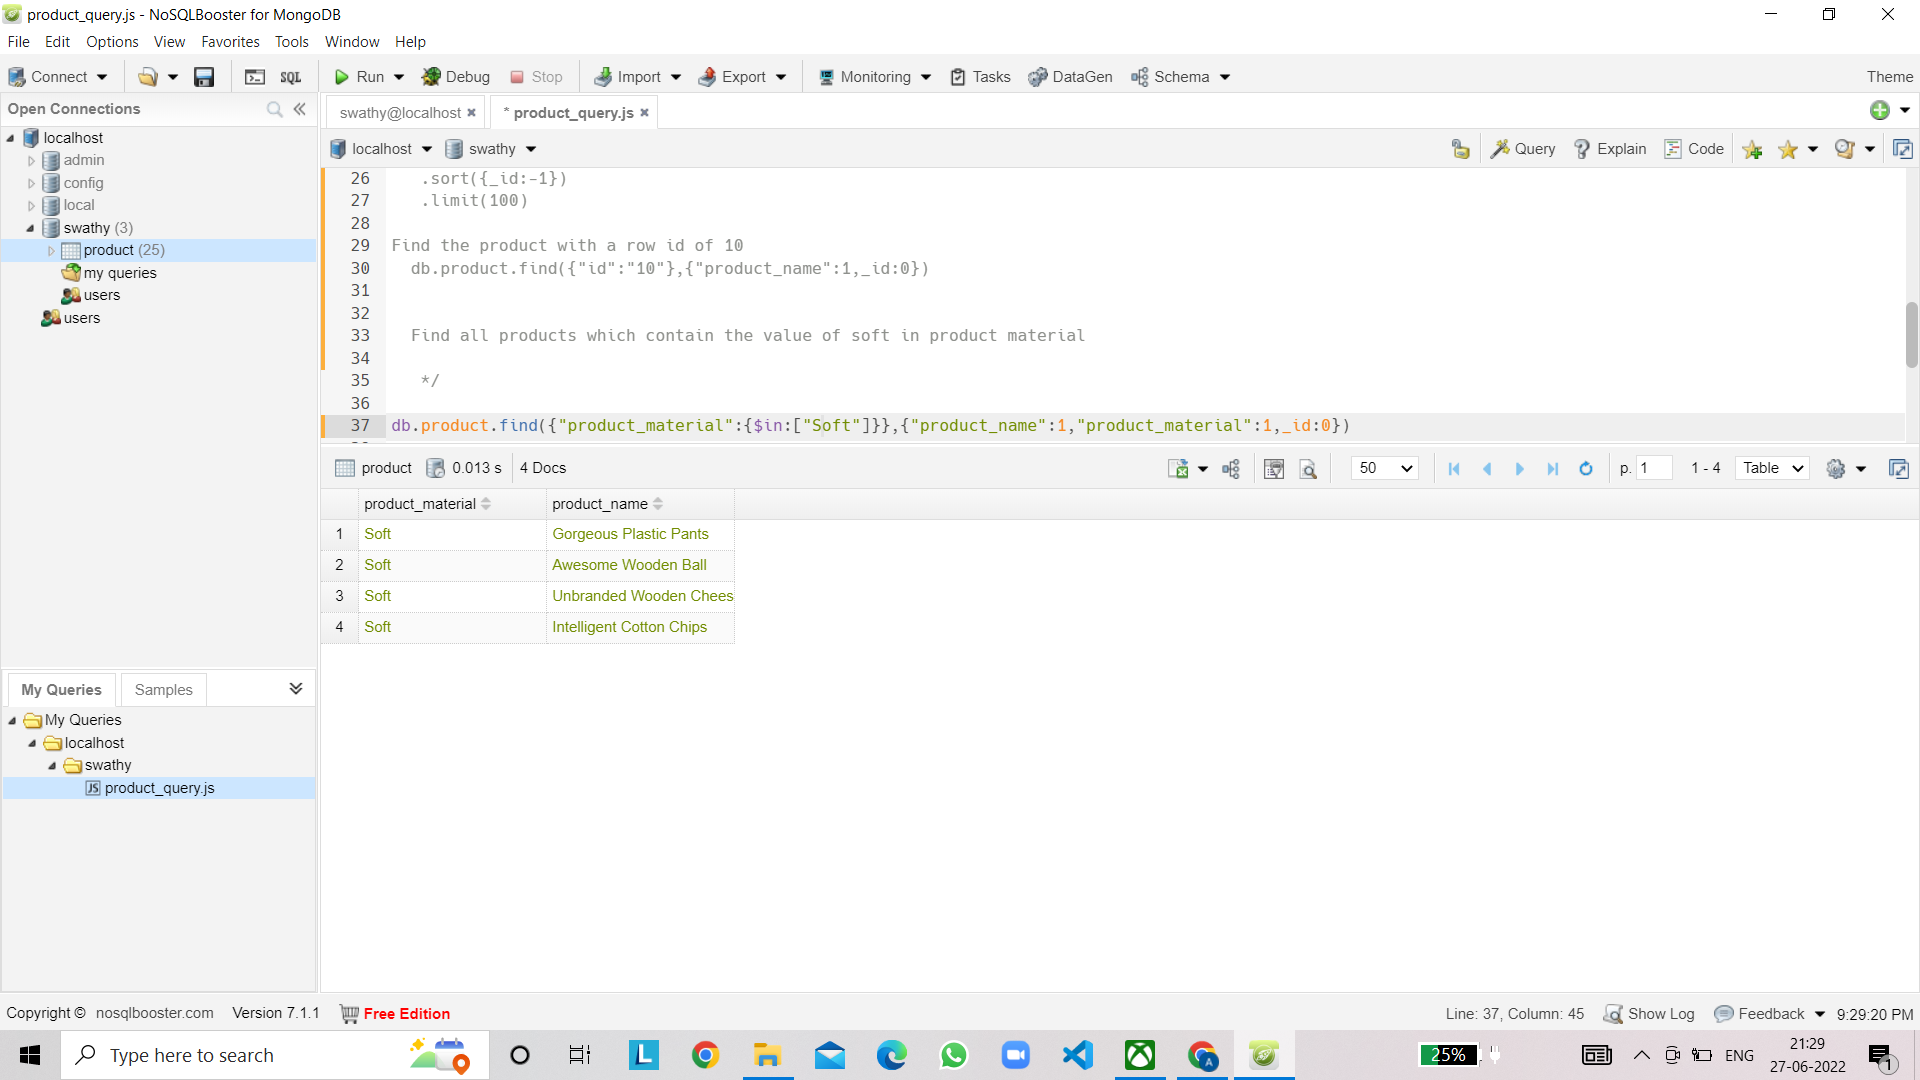 product_query.js - NoSQLBooster for MongoDB
File Edit Options View Favorites Tools Window Help
Connect SQL Run Debug Stop Import Export Monitoring Tasks DataGen Schema Theme
Open Connections
localhost
admin
config
local
swathy (3)
product (25)
my queries
users
users
swathy@localhost * product_query.js
localhost swathy Query Explain Code
26 .sort({_id:-1})
27 .limit(100)
28
29 Find the product with a row id of 10
30 db.product.find({"id":"10"},{"product_name":1,_id:0})
31
32
33 Find all products which contain the value of soft in product material
34
35 */
36
37 db.product.find({"product_material":{$in:["Soft"]}},{"product_name":1,"product_material":1,_id:0})
product 0.013 s 4 Docs 50 p. 1 1 - 4 Table
product_material product_name
1 Soft Gorgeous Plastic Pants
2 Soft Awesome Wooden Ball
3 Soft Unbranded Wooden Chees
4 Soft Intelligent Cotton Chips
My Queries Samples
My Queries
localhost
swathy
JS product_query.js
Copyright © nosqlbooster.com Version 7.1.1 Free Edition Line: 37, Column: 45 Show Log Feedback 9:29:20 PM
Type here to search L A 25% ENG 21:29
27-06-2022 1